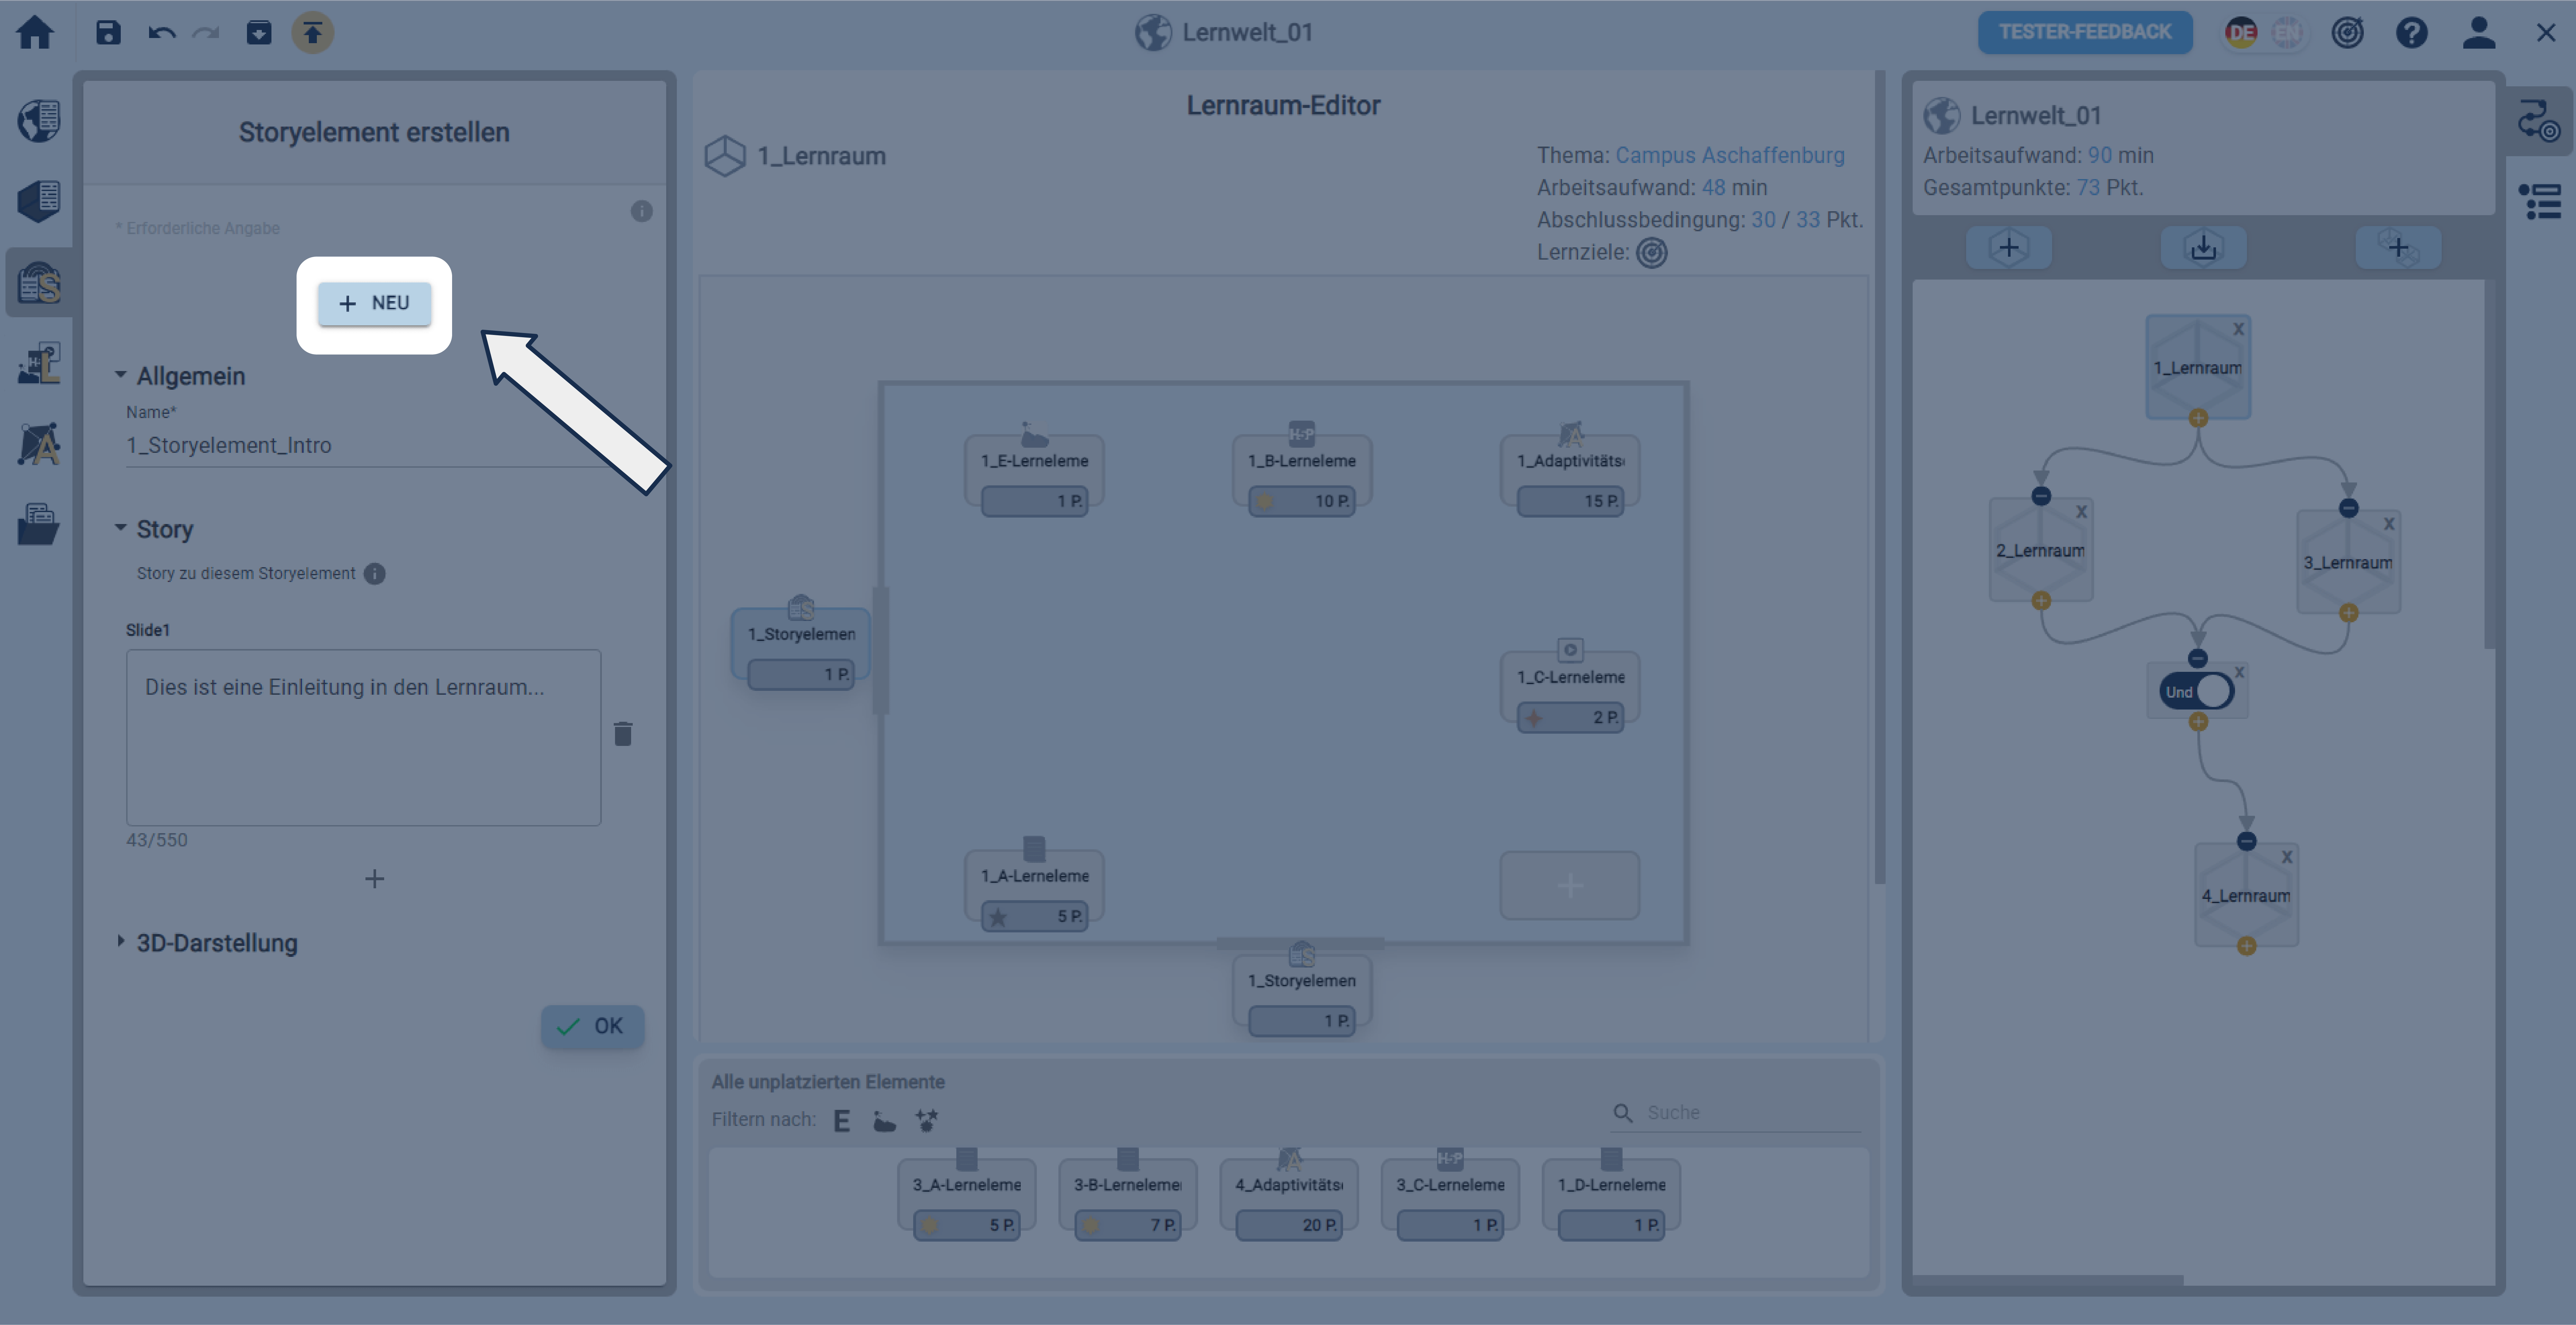 Lernwelt_01
TESTER-FEEDBACK
DE EN
Storyelement erstellen
* Erforderliche Angabe
+ NEU
Allgemein
Name*
1_Storyelement_Intro
Story
Story zu diesem Storyelement
Slide1
Dies ist eine Einleitung in den Lernraum...
43/550
3D-Darstellung
OK
Lernraum-Editor
1_Lernraum
Thema: Campus Aschaffenburg
Arbeitsaufwand: 48 min
Abschlussbedingung: 30 / 33 Pkt.
Lernziele:
1_E-Lerneleme
1 P.
H-P
1_B-Lerneleme
10 P.
1_Adaptivitäts
15 P.
1_Storyelemen
1 P.
1_C-Lerneleme
2 P.
1_A-Lerneleme
5 P.
1_Storyelemen
1 P.
Alle unplatzierten Elemente
Filtern nach: E
Suche
3_A-Lerneleme
5 P.
3-B-Lerneleme
7 P.
4_Adaptivitäts
20 P.
H-P
3_C-Lerneleme
1 P.
1_D-Lerneleme
1 P.
Lernwelt_01
Arbeitsaufwand: 90 min
Gesamtpunkte: 73 Pkt.
1_Lernraum
X
2_Lernraum
X
3_Lernraum
X
Und
X
4_Lernraum
X